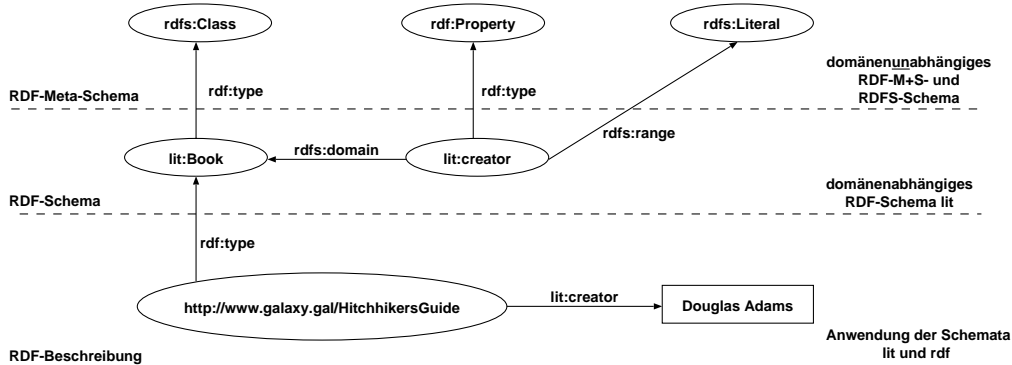 rdfs:Class
rdf:Property
rdfs:Literal
domänenunabhängiges
RDF-M+S- und
RDFS-Schema
RDF-Meta-Schema
rdf:type
rdf:type
rdfs:range
lit:Book
rdfs:domain
lit:creator
RDF-Schema
domänenabhängiges
RDF-Schema lit
rdf:type
http://www.galaxy.gal/HitchhikersGuide
lit:creator
Douglas Adams
RDF-Beschreibung
Anwendung der Schemata
lit und rdf